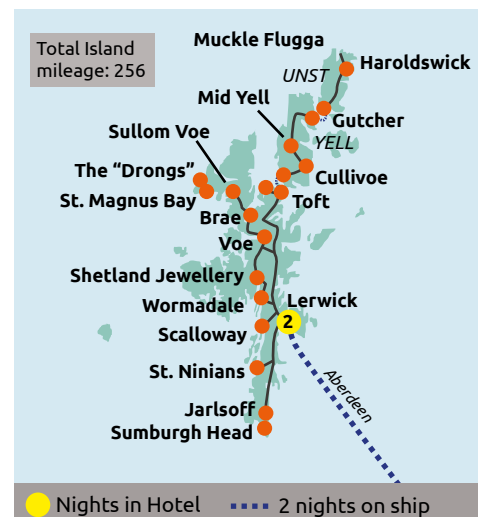 Total Island
mileage: 256
Muckle Flugga
Haroldswick
UNST
Mid Yell
Gutcher
Sullom Voe
YELL
The “Drongs”
Cullivoe
St. Magnus Bay
Toft
Brae
Voe
Shetland Jewellery
Lerwick
Wormadale
2
Scalloway
St. Ninians
Aberdeen
Jarlsoff
Sumburgh Head
Nights in Hotel
2 nights on ship